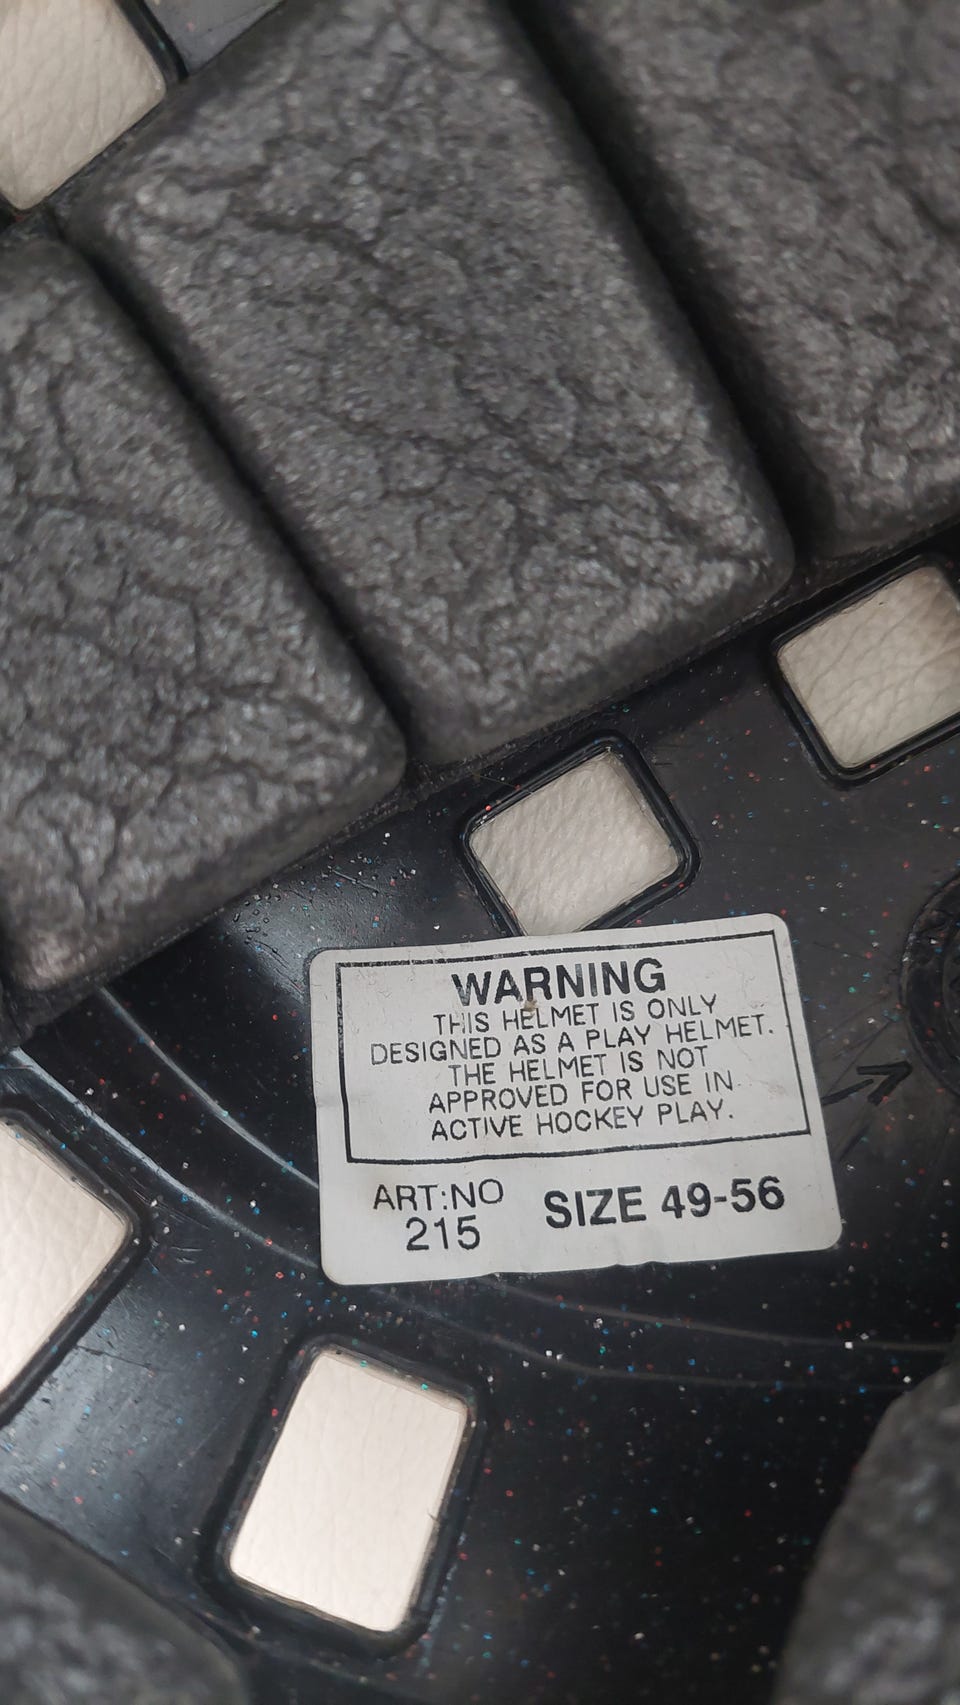 WARNING
THIS HELMET IS ONLY
DESIGNED AS A PLAY HELMET.
THE HELMET IS NOT
APPROVED FOR USE IN
ACTIVE HOCKEY PLAY.
ART:NO
215
SIZE 49-56